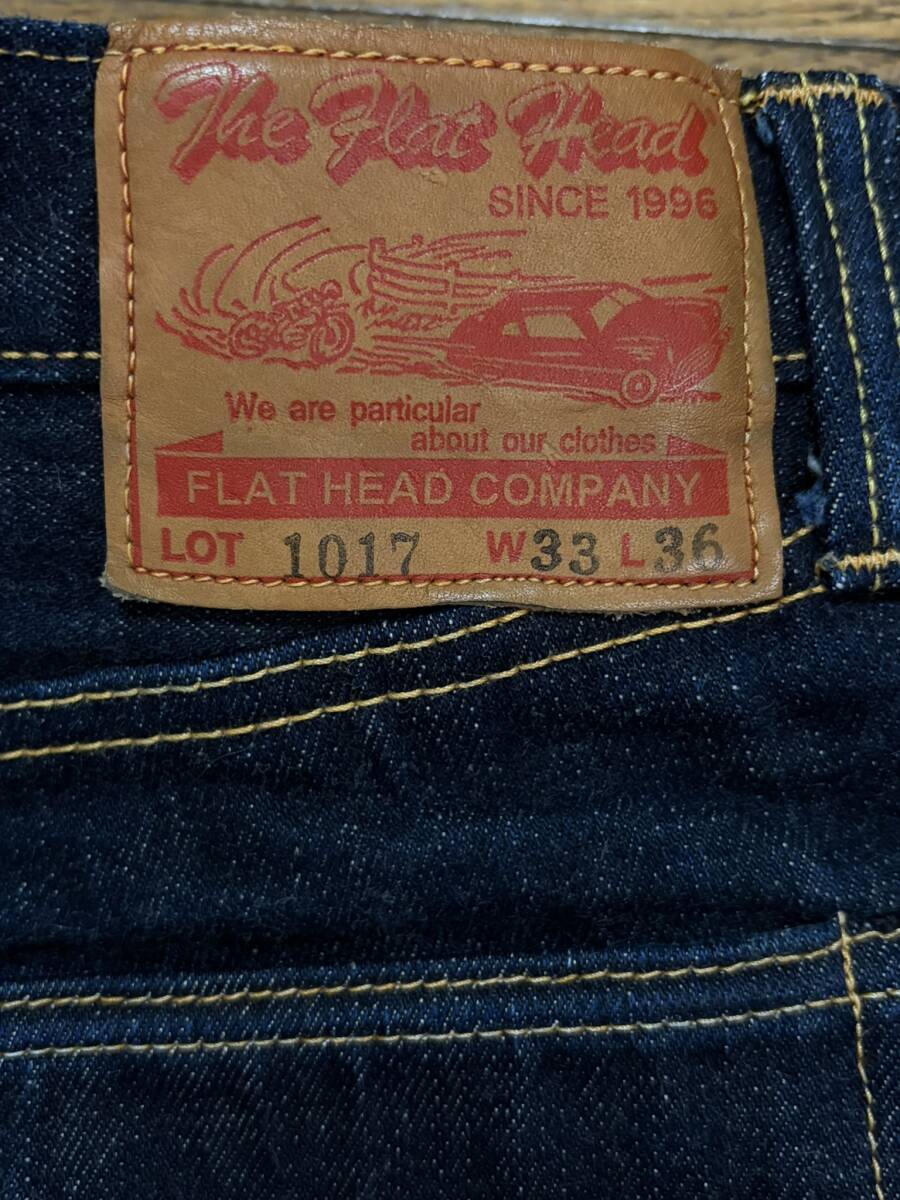 The Flat Head
SINCE 1996
We are particular
about our clothes
FLAT HEAD COMPANY
LOT 1017 W33 L36